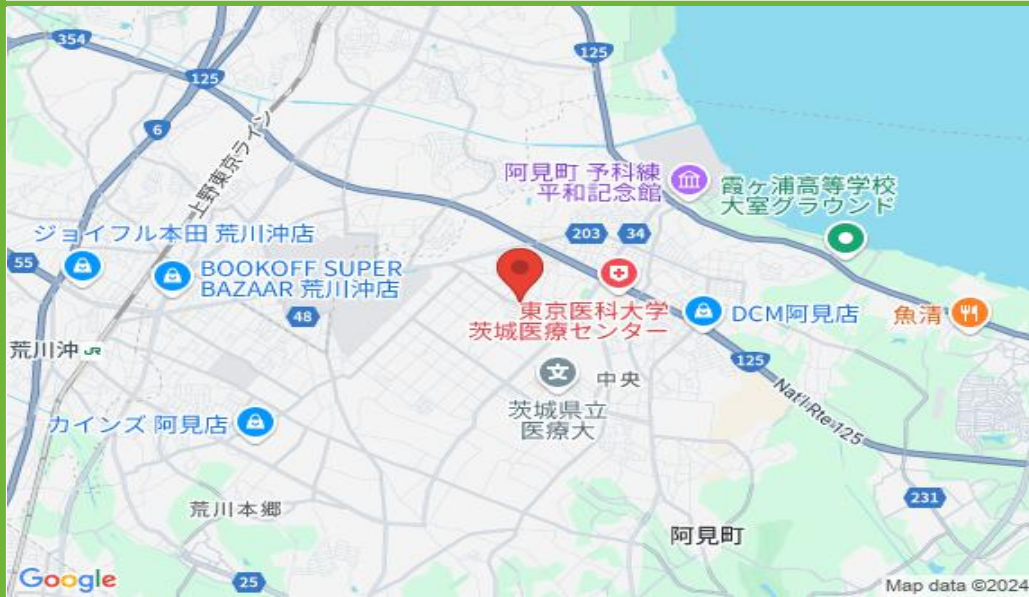 354
125
125
6
上野東京ライン
阿見町 予科練
平和記念館
霞ヶ浦高等学校
大室グラウンド
203
34
ジョイフル本田 荒川沖店
55
BOOKOFF SUPER
BAZAAR 荒川沖店
48
東京医科大学
茨城医療センター
DCM阿見店
魚清
荒川沖 JR
125
中央
Nat'l Rte 125
茨城県立
医療大
カインズ 阿見店
231
荒川本郷
阿見町
25
Google
Map data ©2024